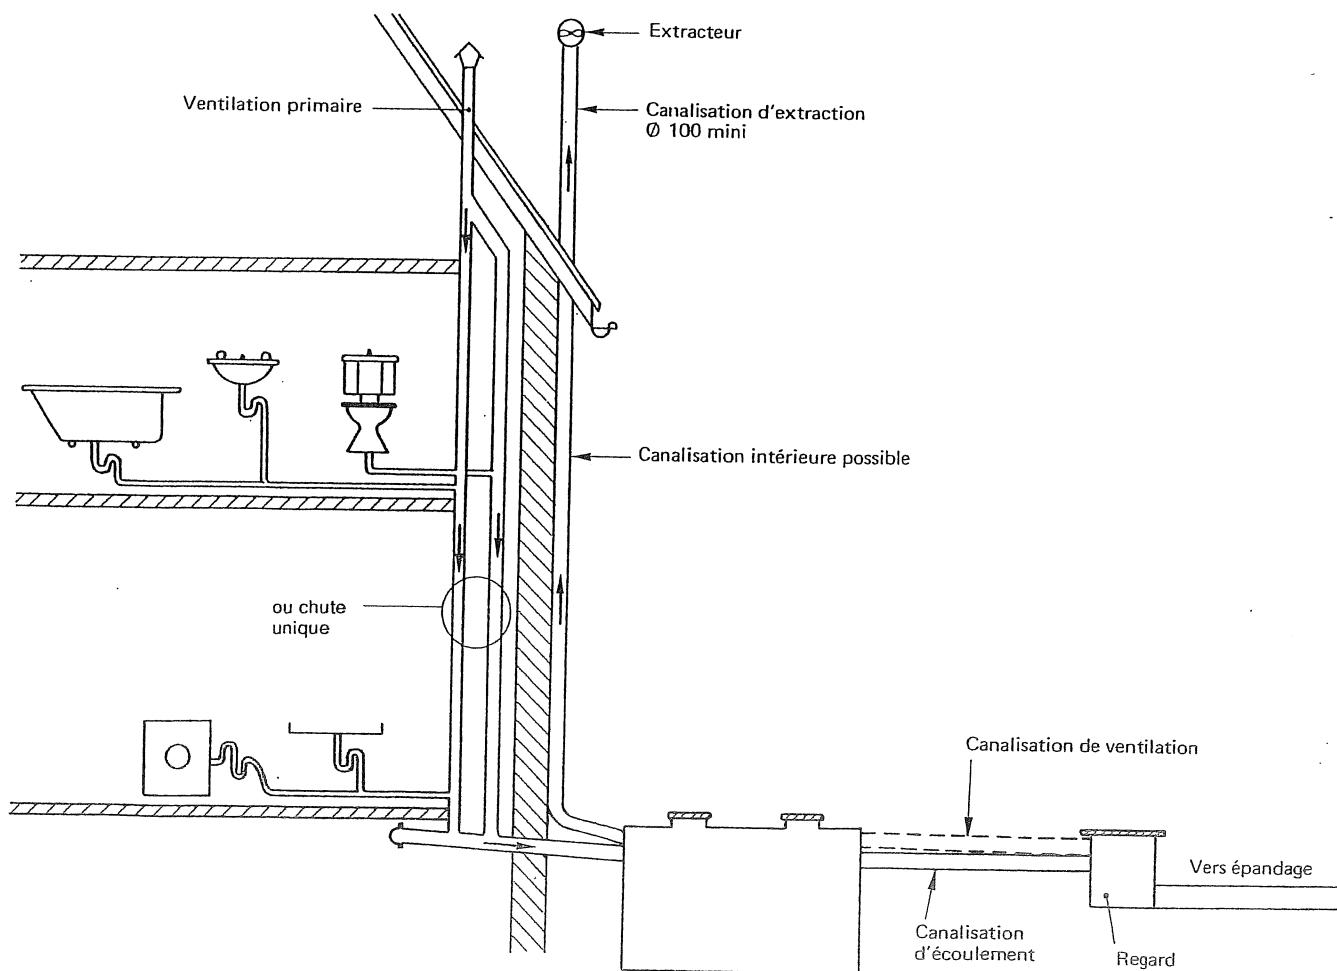 Extracteur
Ventilation primaire
Canalisation d'extraction
Ø 100 mini
Canalisation intérieure possible
ou chute
unique
Canalisation de ventilation
Vers épandage
Canalisation
d'écoulement
Regard